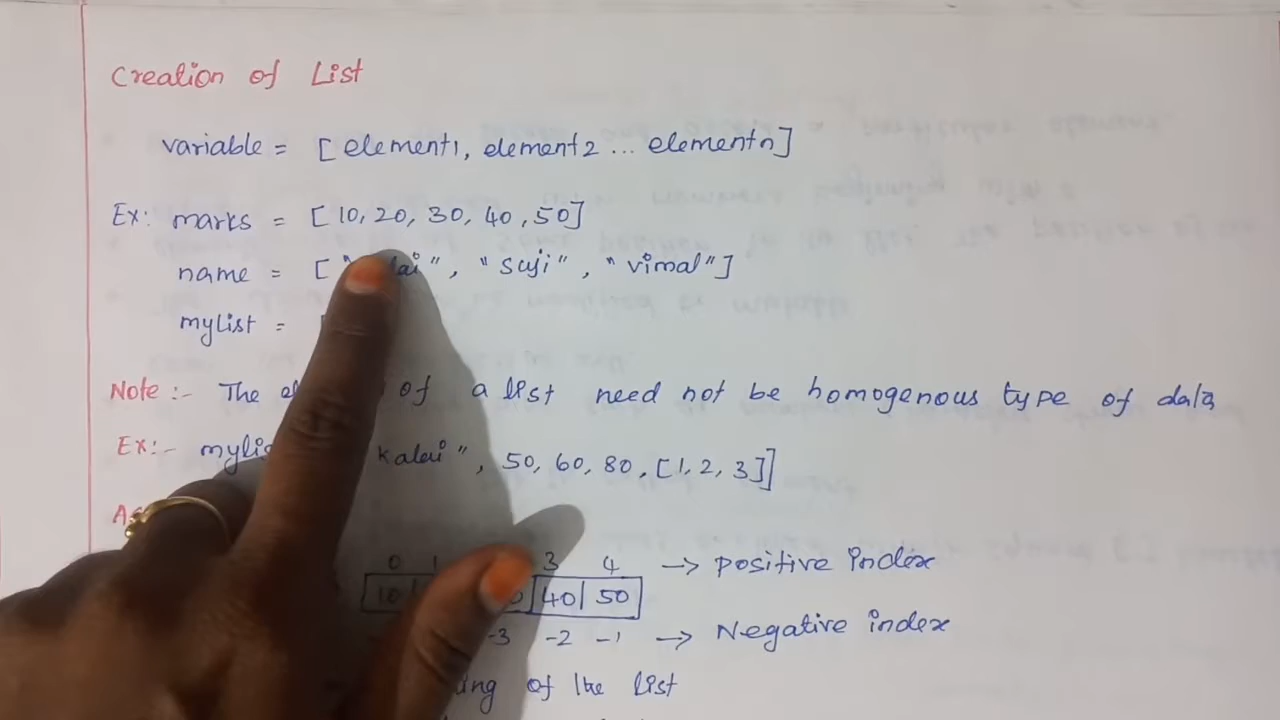 Creation of List
variable = [element1, element2 ... elementn]
Ex: marks = [10, 20, 30, 40, 50]
name = [ " ", "Suji", "Vimal"]
mylist = [
Note :- The of a list need not be homogenous type of data
Ex:- kalai", 50, 60, 80, [1, 2, 3]]
0 1 3 4 → positive index
10 40 50
-3 -2 -1 → Negative index
of the list